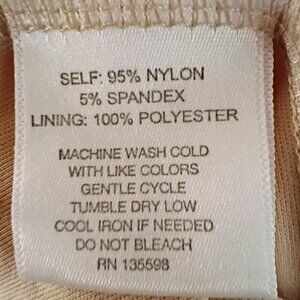 SELF: 95% NYLON
5% SPANDEX
LINING: 100% POLYESTER
MACHINE WASH COLD
WITH LIKE COLORS
GENTLE CYCLE
TUMBLE DRY LOW
COOL IRON IF NEEDED
DO NOT BLEACH
RN 135598